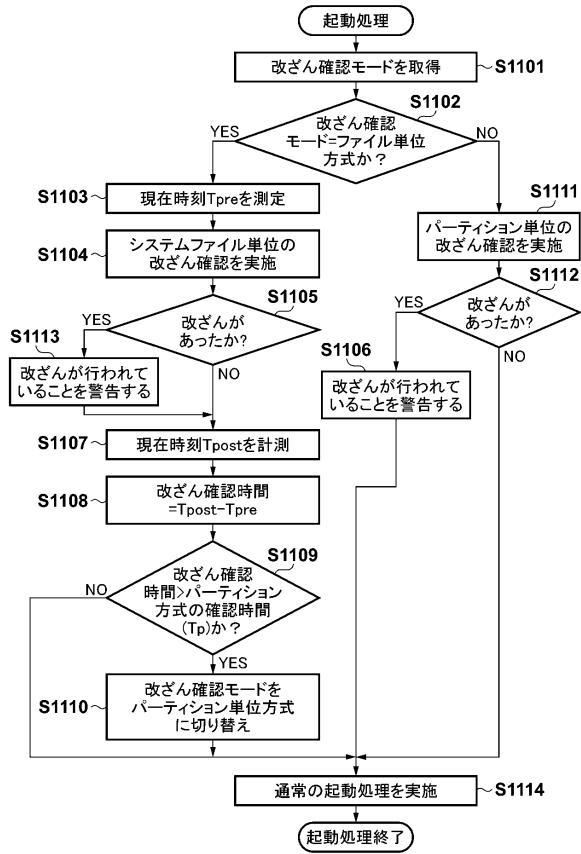 起動処理
改ざん確認モードを取得
S1101
S1102
改ざん確認
モード=ファイル単位
方式か？
YES
NO
S1103
現在時刻Tpreを測定
S1104
システムファイル単位の
改ざん確認を実施
S1105
改ざんが
あったか?
YES
NO
S1113
改ざんが行われて
いることを警告する
S1107
現在時刻Tpostを計測
S1108
改ざん確認時間
=Tpost-Tpre
S1109
改ざん確認
時間>パーティション
方式の確認時間
(Tp)か？
NO
YES
S1110
改ざん確認モードを
パーティション単位方式
に切り替え
S1111
パーティション単位の
改ざん確認を実施
S1112
改ざんが
あったか?
YES
NO
S1106
改ざんが行われて
いることを警告する
通常の起動処理を実施
S1114
起動処理終了